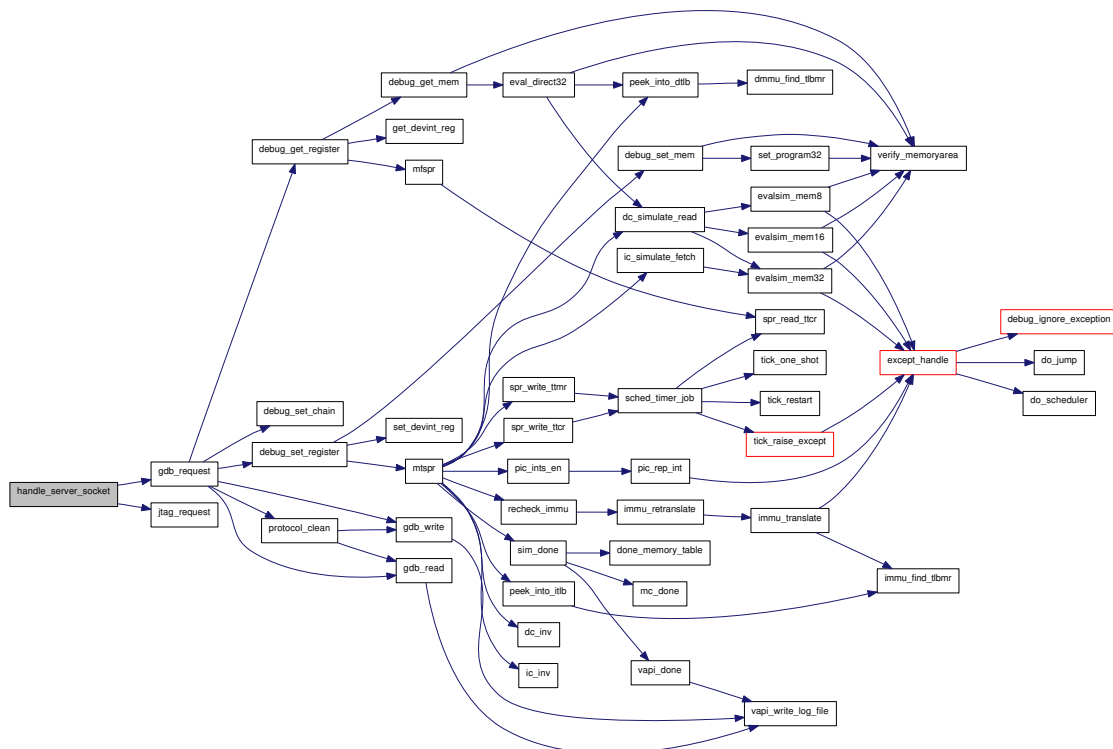 debug_get_mem
eval_direct32
peek_into_dtlb
dmmu_find_tlbmr
get_devint_reg
debug_get_register
debug_set_mem
set_program32
verify_memoryarea
mfspr
evalsim_mem8
dc_simulate_read
evalsim_mem16
ic_simulate_fetch
evalsim_mem32
spr_read_ttcr
debug_ignore_exception
tick_one_shot
except_handle
do_jump
spr_write_ttmr
sched_timer_job
tick_restart
do_scheduler
debug_set_chain
set_devint_reg
spr_write_ttcr
tick_raise_except
debug_set_register
gdb_request
mtspr
pic_ints_en
pic_rep_int
handle_server_socket
jtag_request
protocol_clean
gdb_write
recheck_immu
immu_retranslate
immu_translate
sim_done
done_memory_table
gdb_read
peek_into_itlb
mc_done
immu_find_tlbmr
dc_inv
ic_inv
vapi_done
vapi_write_log_file